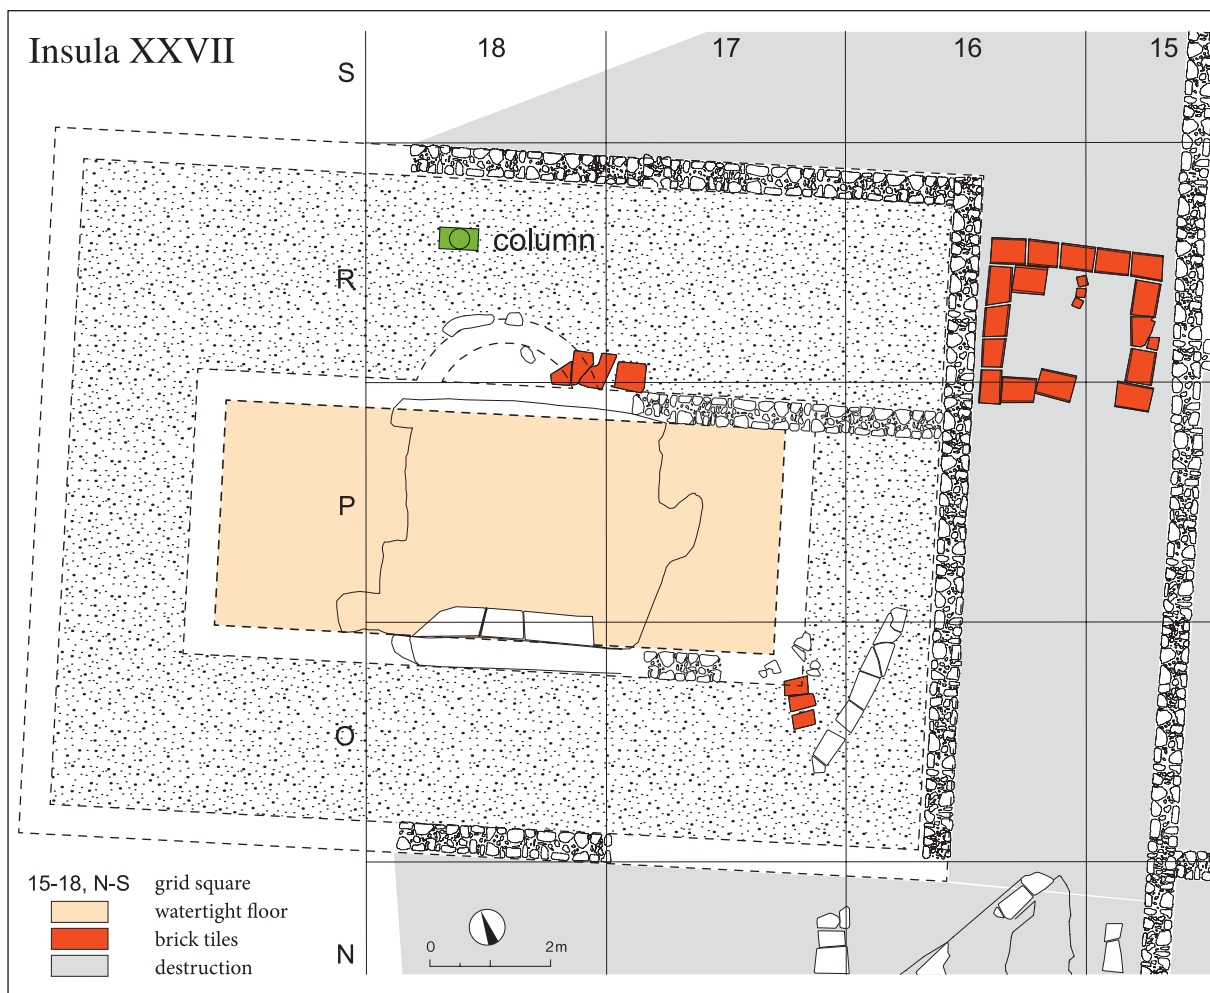 Insula XXVII
18
17
16
15
S
column
R
P
O
15-18, N-S grid square
watertight floor
brick tiles
destruction
0 2m
N